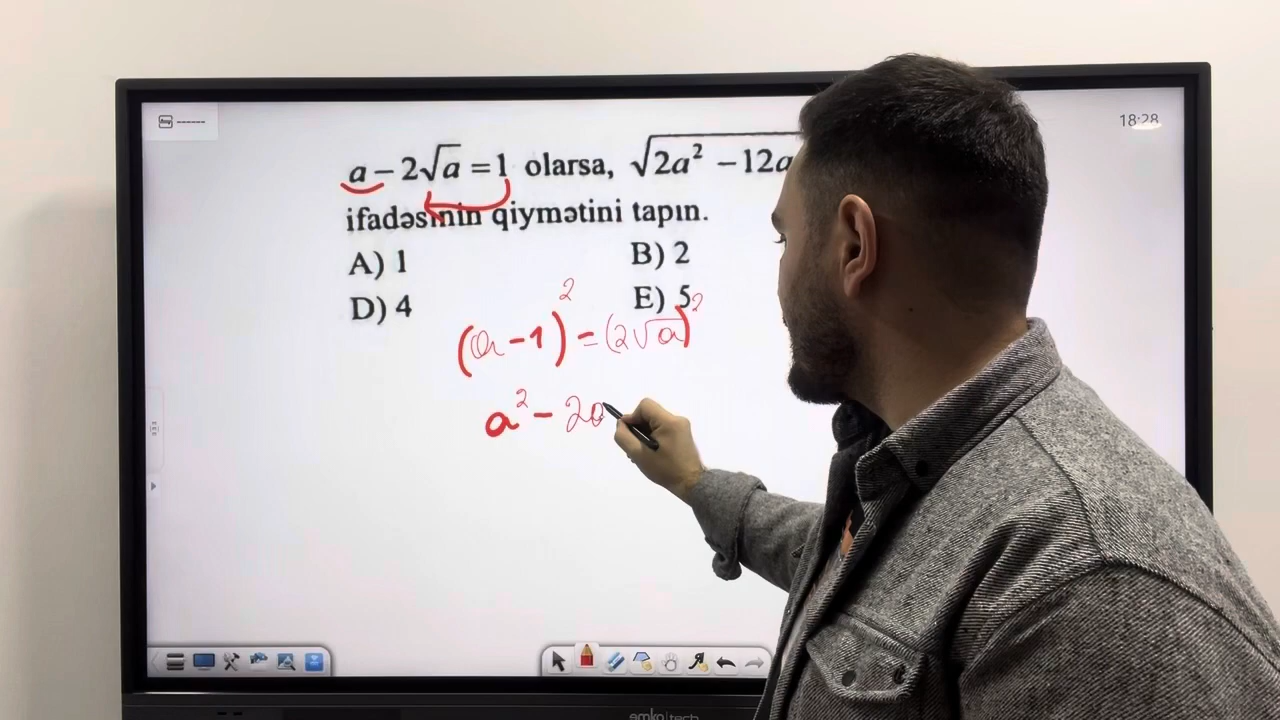 18:28
a − 2√a = 1 olarsa, √2a² − 12a
ifadəsinin qiymətini tapın.
A) 1 B) 2
D) 4 E) 5
(a − 1)² = (2√a)²
a² − 2a